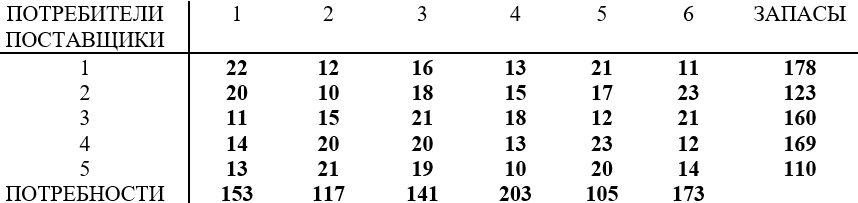 ПОТРЕБИТЕЛИ 1 2 3 4 5 6 ЗАПАСЫ
ПОСТАВЩИКИ
1 22 12 16 13 21 11 178
2 20 10 18 15 17 23 123
3 11 15 21 18 12 21 160
4 14 20 20 13 23 12 169
5 13 21 19 10 20 14 110
ПОТРЕБНОСТИ 153 117 141 203 105 173